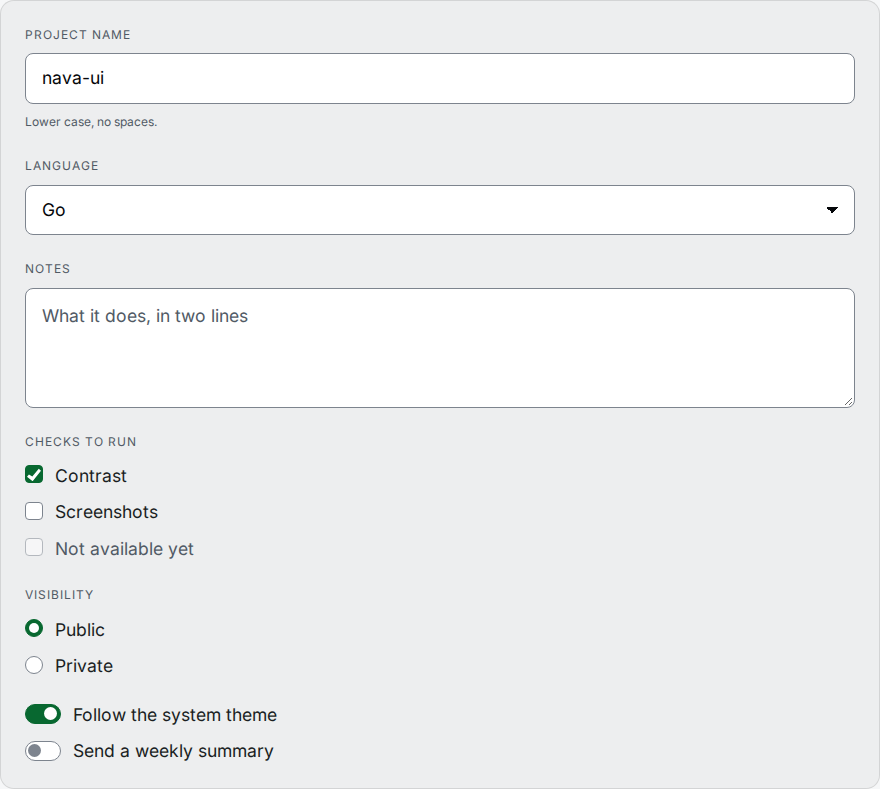 PROJECT NAME
nava-ui
Lower case, no spaces.
LANGUAGE
Go
NOTES
What it does, in two lines
CHECKS TO RUN
Contrast
Screenshots
Not available yet
VISIBILITY
Public
Private
Follow the system theme
Send a weekly summary